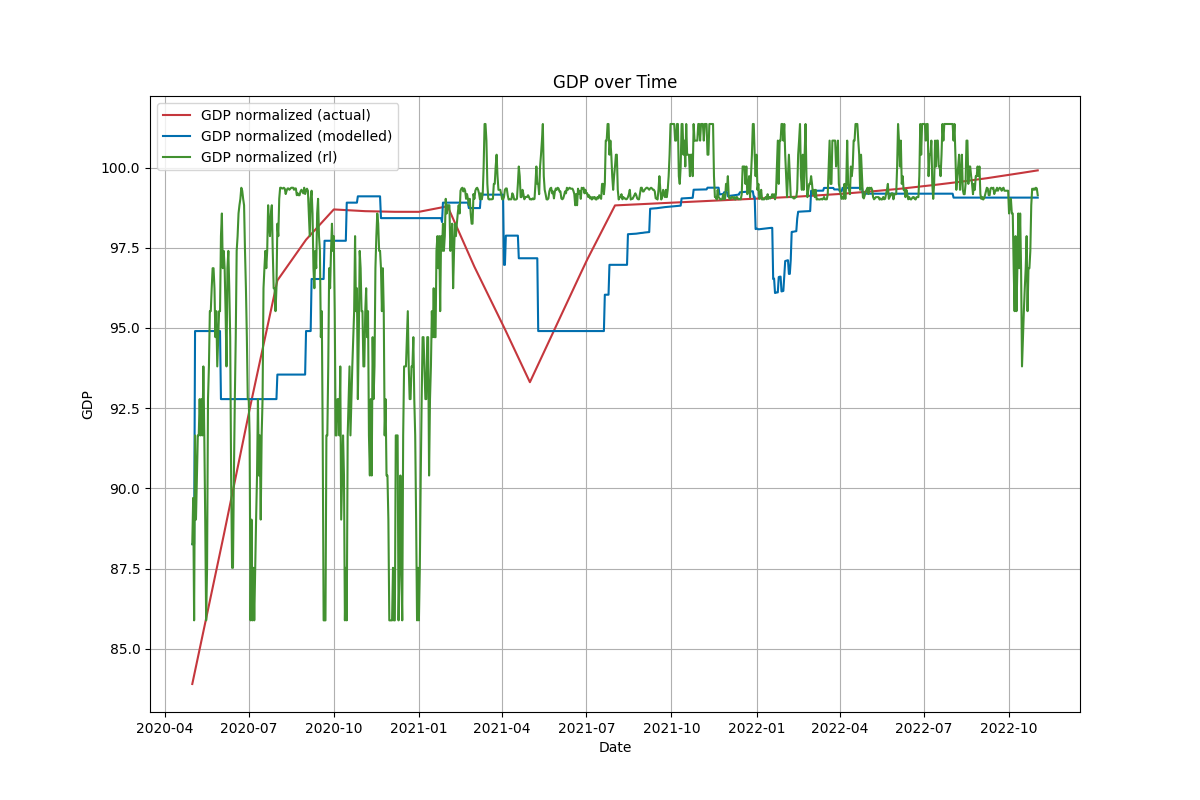 GDP over Time
GDP normalized (actual)
GDP normalized (modelled)
GDP normalized (rl)
GDP
100.0
97.5
95.0
92.5
90.0
87.5
85.0
2020-04 2020-07 2020-10 2021-01 2021-04 2021-07 2021-10 2022-01 2022-04 2022-07 2022-10
Date